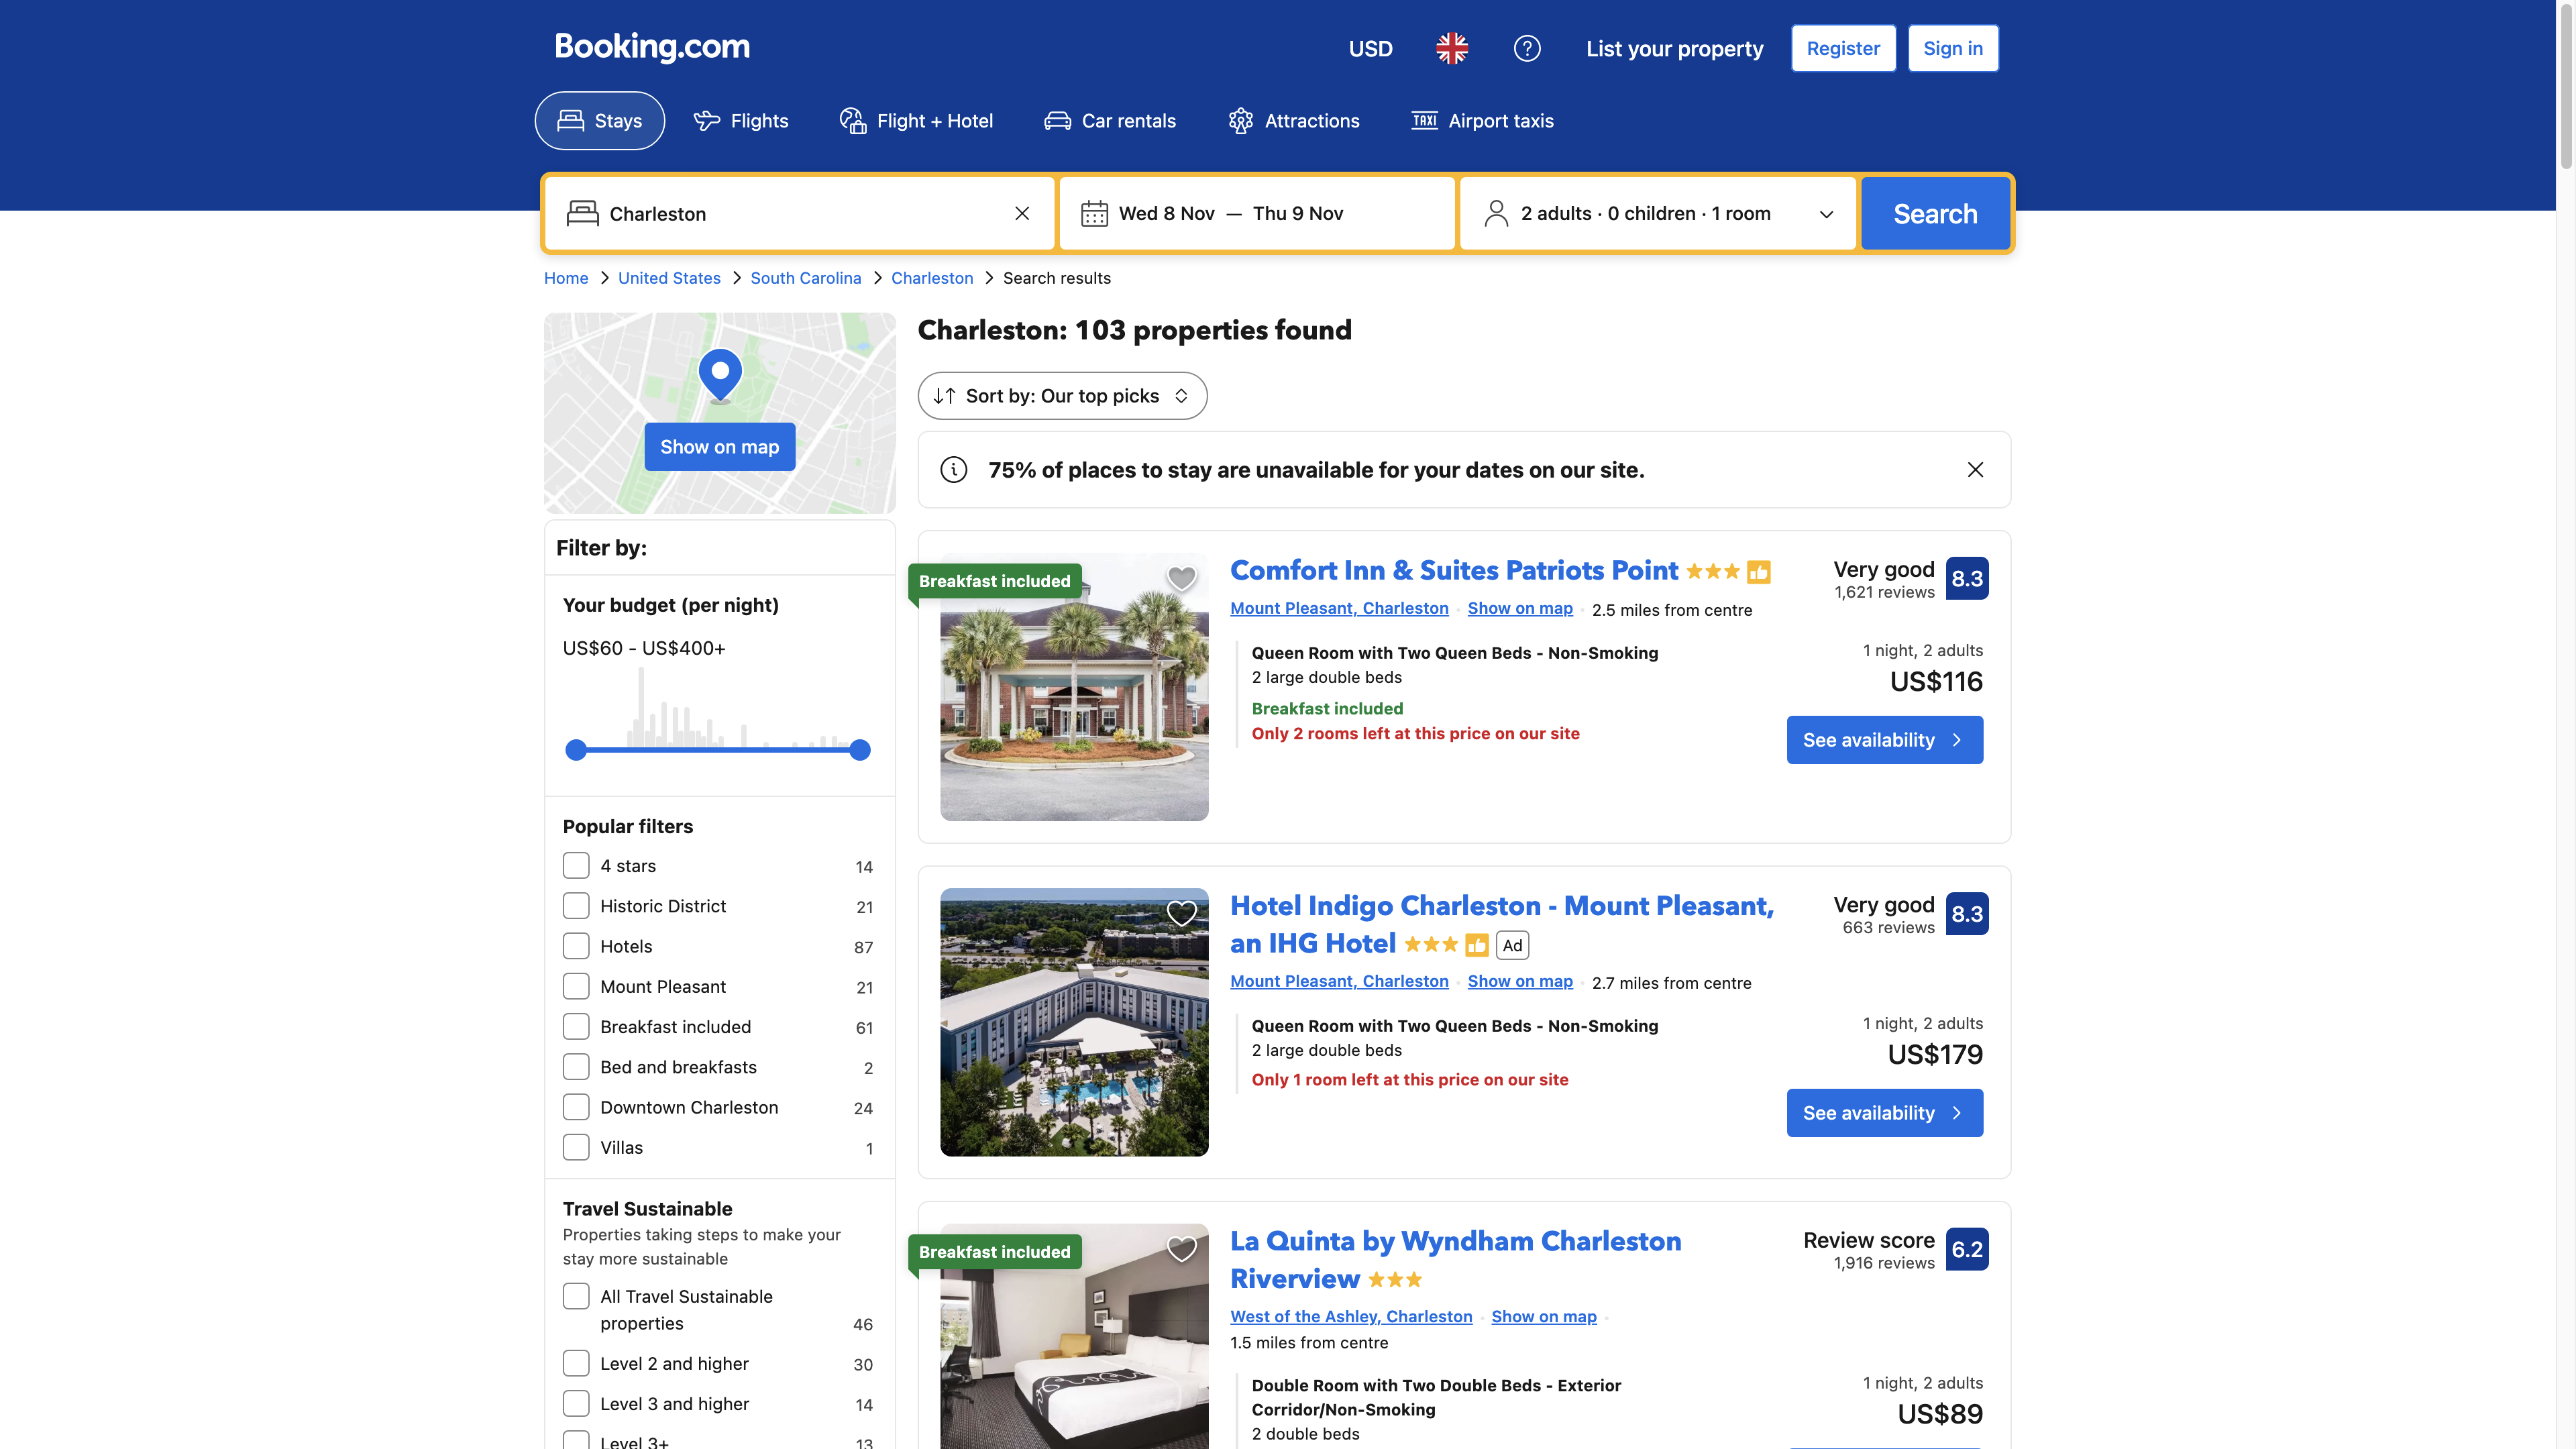 Booking.com
USD
List your property
Register
Sign in
Stays
Flights
Flight + Hotel
Car rentals
Attractions
TAXI
Airport taxis
Charleston
Wed 8 Nov — Thu 9 Nov
2 adults · 0 children · 1 room
Search
Home > United States > South Carolina > Charleston > Search results
Show on map
Filter by:
Your budget (per night)
US$60 - US$400+
Popular filters
4 stars 14
Historic District 21
Hotels 87
Mount Pleasant 21
Breakfast included 61
Bed and breakfasts 2
Downtown Charleston 24
Villas 1
Travel Sustainable
Properties taking steps to make your
stay more sustainable
All Travel Sustainable
properties 46
Level 2 and higher 30
Level 3 and higher 14
Level 3+ 13
Charleston: 103 properties found
Sort by: Our top picks
75% of places to stay are unavailable for your dates on our site.
Breakfast included
Comfort Inn & Suites Patriots Point
Mount Pleasant, Charleston · Show on map · 2.5 miles from centre
Very good
1,621 reviews
8.3
Queen Room with Two Queen Beds - Non-Smoking
2 large double beds
Breakfast included
Only 2 rooms left at this price on our site
1 night, 2 adults
US$116
See availability
Hotel Indigo Charleston - Mount Pleasant,
an IHG Hotel
Ad
Mount Pleasant, Charleston · Show on map · 2.7 miles from centre
Very good
663 reviews
8.3
Queen Room with Two Queen Beds - Non-Smoking
2 large double beds
Only 1 room left at this price on our site
1 night, 2 adults
US$179
See availability
Breakfast included
La Quinta by Wyndham Charleston
Riverview
West of the Ashley, Charleston · Show on map ·
1.5 miles from centre
Review score
1,916 reviews
6.2
Double Room with Two Double Beds - Exterior
Corridor/Non-Smoking
2 double beds
1 night, 2 adults
US$89